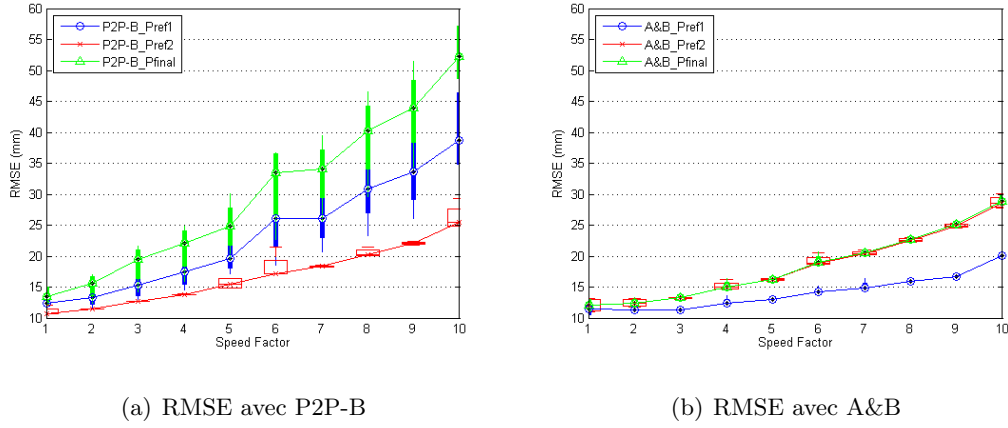 60
55
50
45
40
35
30
25
20
15
10
RMSE (mm)
P2P-B_Pref1
P2P-B_Pref2
P2P-B_Pfinal
1 2 3 4 5 6 7 8 9 10
Speed Factor
(a) RMSE avec P2P-B
60
55
50
45
40
35
30
25
20
15
10
RMSE (mm)
A&B_Pref1
A&B_Pref2
A&B_Pfinal
1 2 3 4 5 6 7 8 9 10
Speed Factor
(b) RMSE avec A&B